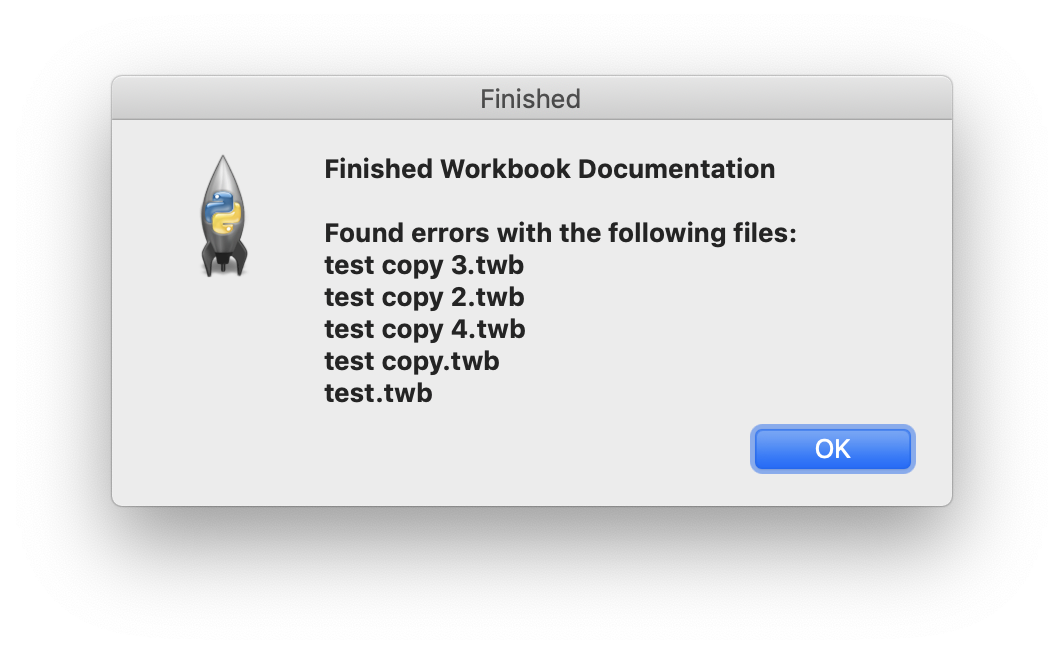 Finished
Finished Workbook Documentation
Found errors with the following files:
test copy 3.twb
test copy 2.twb
test copy 4.twb
test copy.twb
test.twb
OK